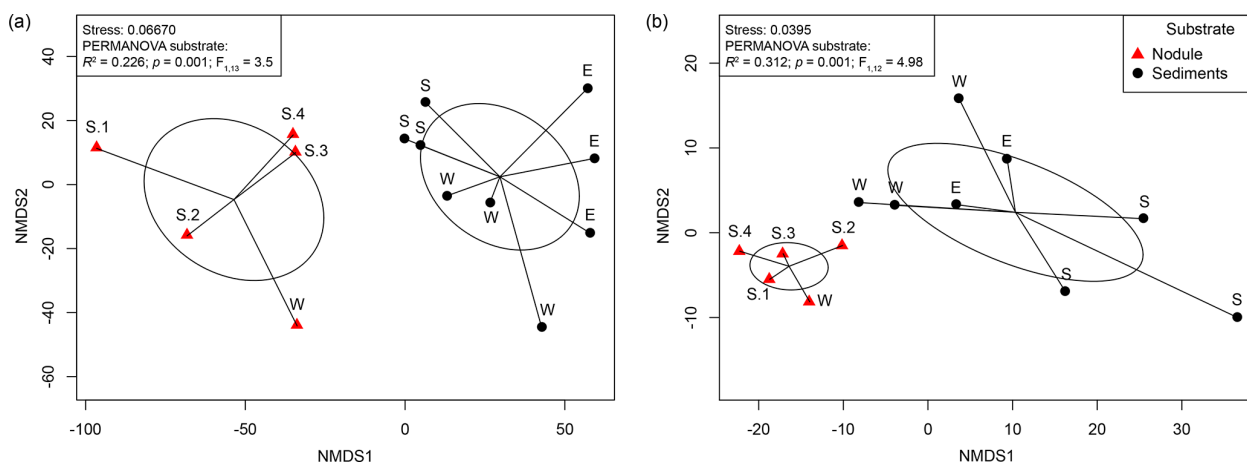 (a)
Stress: 0.06670
PERMANOVA substrate:
R² = 0.226; p = 0.001; F₁,₁₃ = 3.5
40
20
0
-20
-40
-60
NMDS2
-100
-50
0
50
NMDS1
S.1
S.4
S.3
S.2
W
S
S
S
W
W
W
E
E
E
(b)
Stress: 0.0395
PERMANOVA substrate:
R² = 0.312; p = 0.001; F₁,₁₂ = 4.98
Substrate
Nodule
Sediments
20
10
0
-10
NMDS2
-20
-10
0
10
20
30
NMDS1
W
E
W
W
E
S
S.4
S.3
S.2
S.1
W
S
S